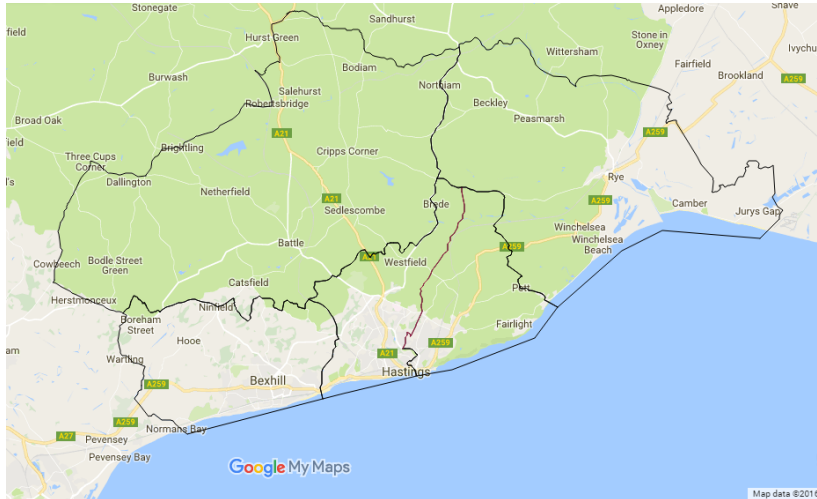 Stonegate
Sandhurst
Appledore
Snave
field
Hurst Green
Stone in
Oxney
Wittersham
Ivychu
Fairfield
Bodiam
Burwash
Northiam
Brookland
A259
Salehurst
Robertsbridge
Beckley
Broad Oak
Peasmarsh
A21
A259
field
Brightling
Cripps Corner
Three Cups
Corner
Dallington
Rye
Netherfield
A21
A259
Sedlescombe
Brede
Camber
Jurys Gap
Winchelsea
Battle
A259
Winchelsea
Beach
A21
Westfield
Cowbeech
Bodle Street
Green
Catsfield
Pett
Herstmonceux
Ninfield
Boreham
Street
Fairlight
Hooe
A259
am
Wartling
A21
Hastings
Bexhill
A259
A259
A27
Normans Bay
Pevensey
Pevensey Bay
Google My Maps
Map data ©2016